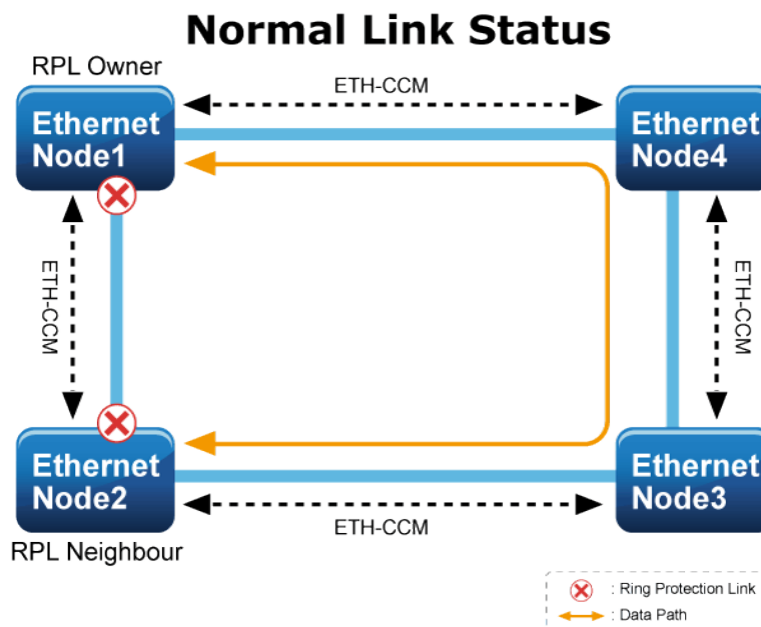 Normal Link Status
RPL Owner
ETH-CCM
Ethernet
Node1
Ethernet
Node4
ETH-CCM
ETH-CCM
Ethernet
Node2
Ethernet
Node3
RPL Neighbour
ETH-CCM
: Ring Protection Link
: Data Path